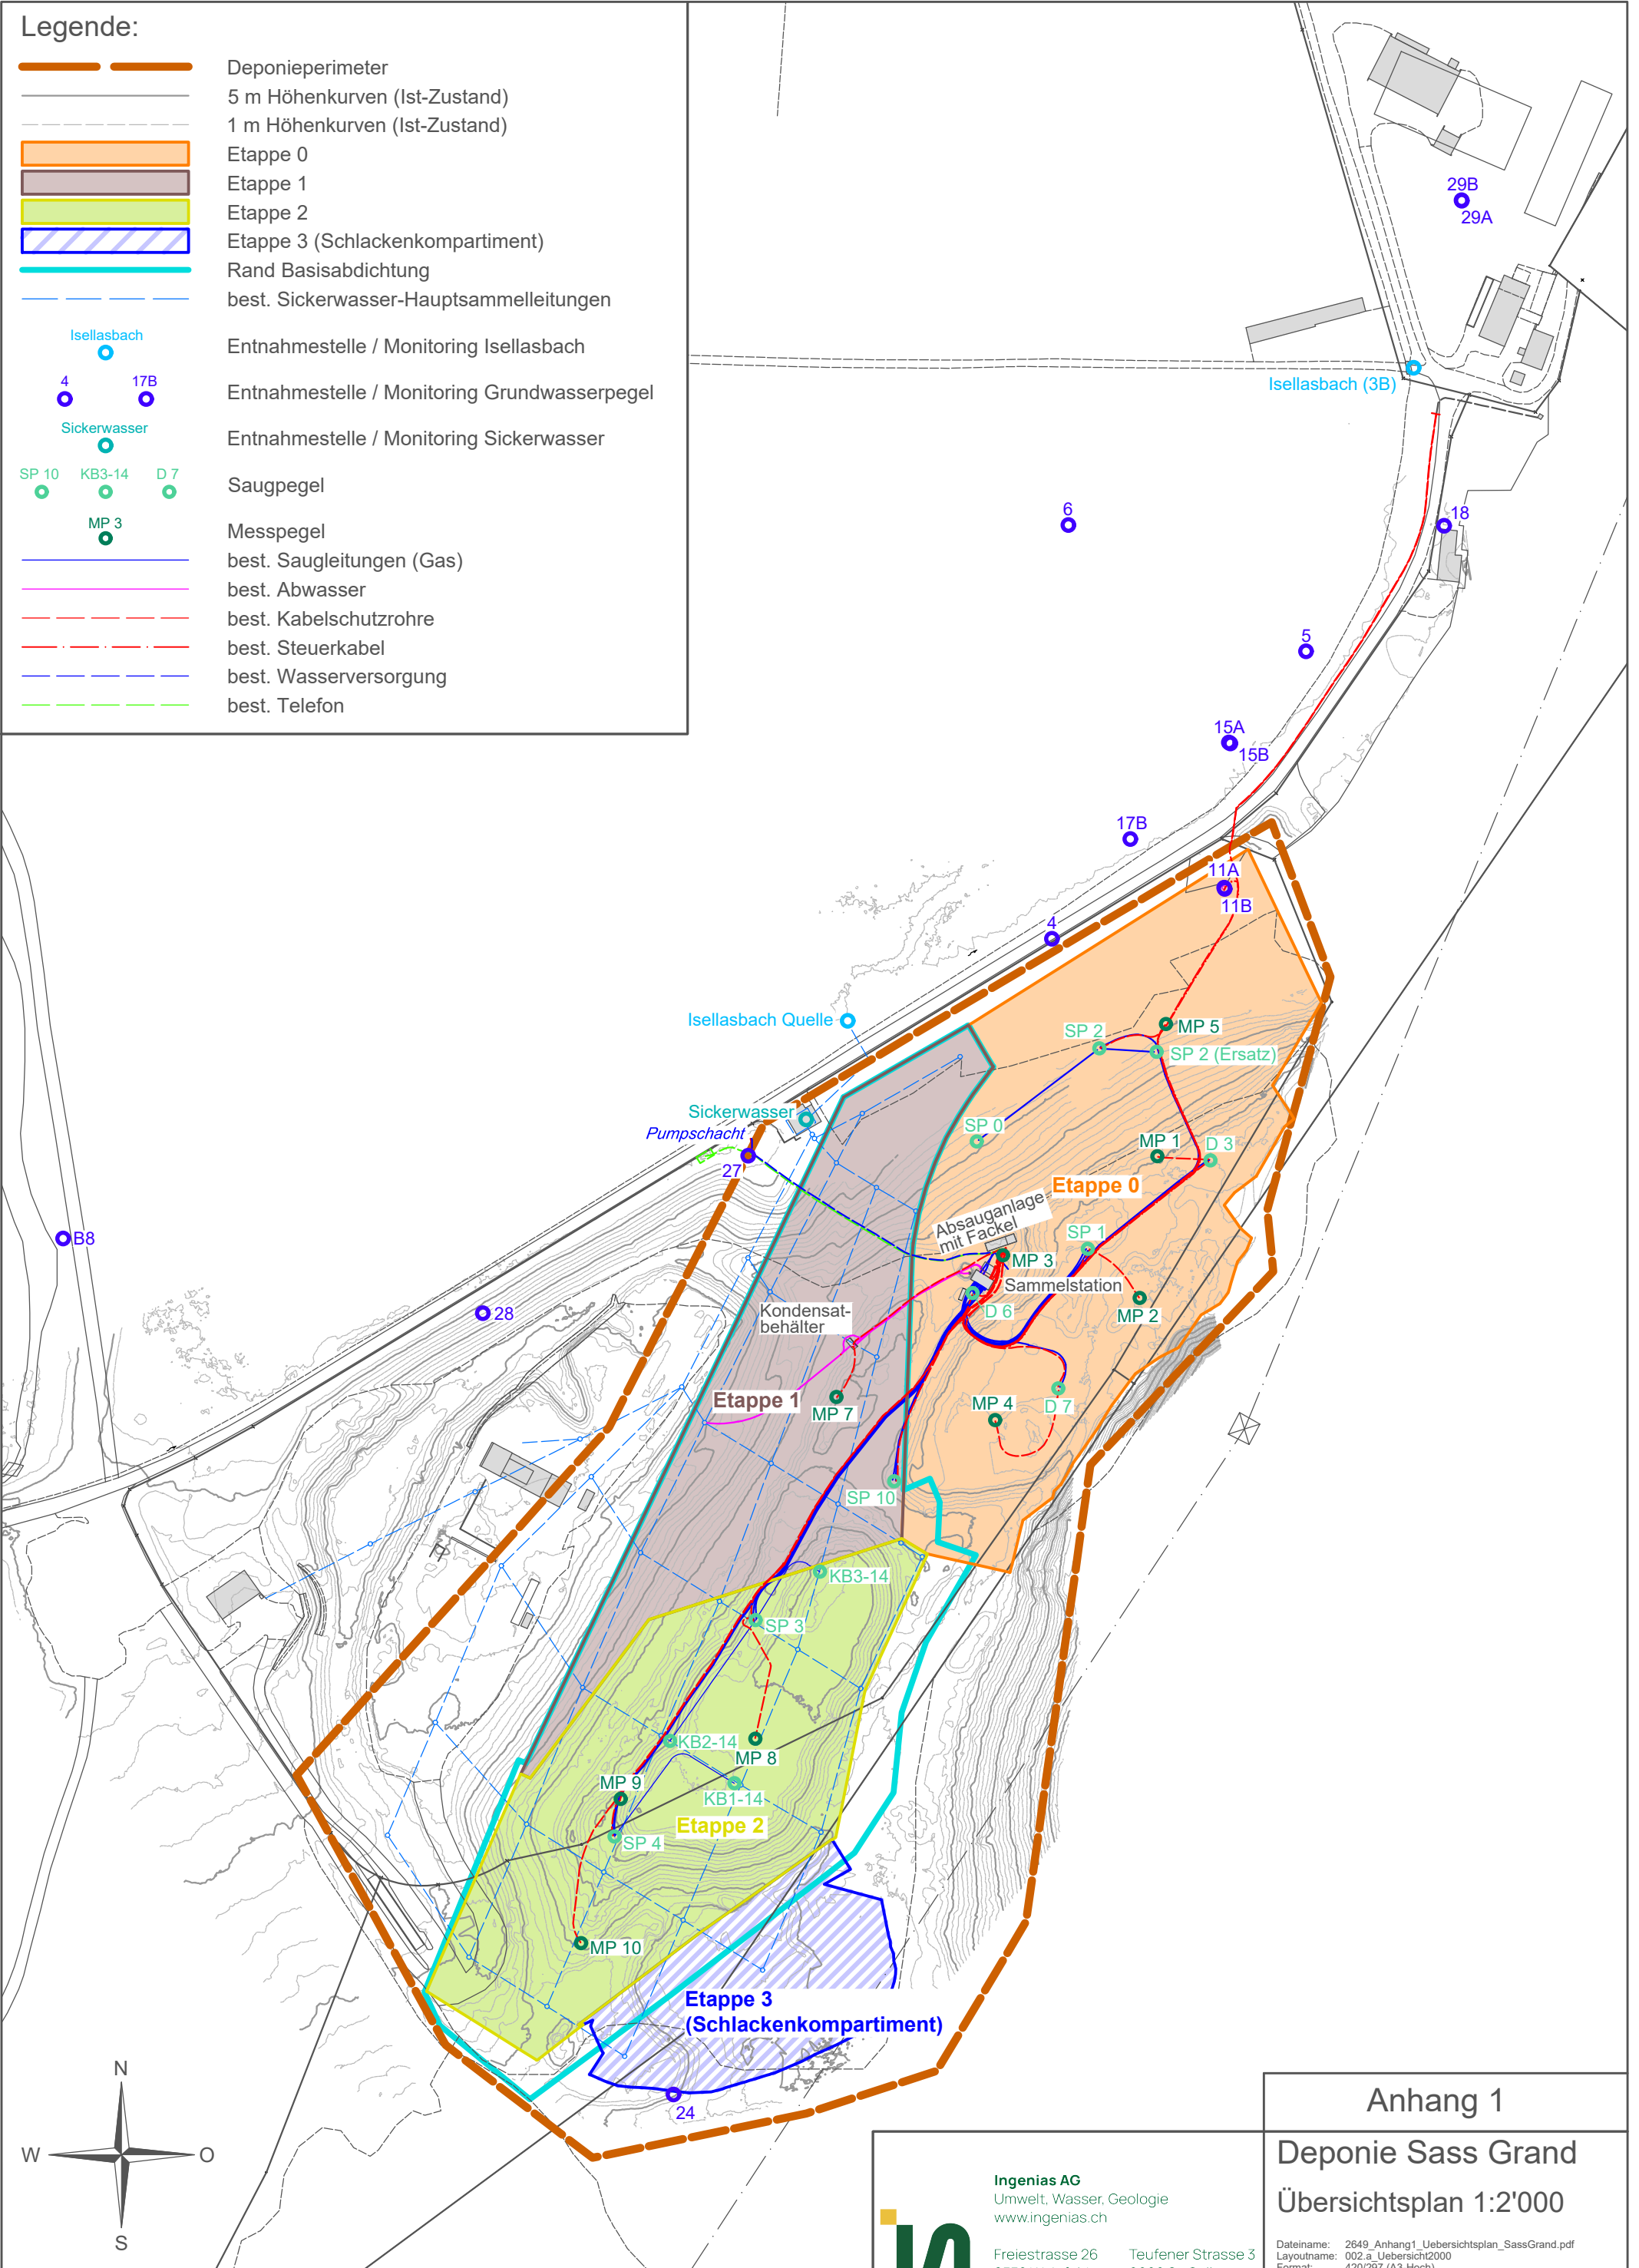 Legende:
Deponieperimeter
5 m Höhenkurven (Ist-Zustand)
1 m Höhenkurven (Ist-Zustand)
Etappe 0
Etappe 1
Etappe 2
Etappe 3 (Schlackenkompartiment)
Rand Basisabdichtung
best. Sickerwasser-Hauptsammelleitungen
Isellasbach
Entnahmestelle / Monitoring Isellasbach
4 17B
Entnahmestelle / Monitoring Grundwasserpegel
Sickerwasser
Entnahmestelle / Monitoring Sickerwasser
SP 10 KB3-14 D 7
Saugpegel
MP 3
Messpegel
best. Saugleitungen (Gas)
best. Abwasser
best. Kabelschutzrohre
best. Steuerkabel
best. Wasserversorgung
best. Telefon
29B
29A
Isellasbach (3B)
6
18
5
15A
15B
17B
11A
11B
4
Isellasbach Quelle
SP 2
MP 5
SP 2 (Ersatz)
Sickerwasser
Pumpschacht
27
SP 0
MP 1
D 3
Etappe 0
Absauganlage
mit Fackel
SP 1
MP 3
Sammelstation
D 6
MP 2
B8
28
Kondensat-
behälter
Etappe 1
MP 7
MP 4
D 7
SP 10
KB3-14
SP 3
KB2-14
MP 8
MP 9
KB1-14
Etappe 2
SP 4
MP 10
Etappe 3
(Schlackenkompartiment)
24
N
W O
S
Anhang 1
Deponie Sass Grand
Übersichtsplan 1:2'000
Ingenias AG
Umwelt, Wasser, Geologie
www.ingenias.ch
Freiestrasse 26 Teufener Strasse 3
Dateiname: 2649_Anhang1_Uebersichtsplan_SassGrand.pdf
Layoutname: 002.a_Uebersicht2000
Format: 420/297 (A3 Hoch)